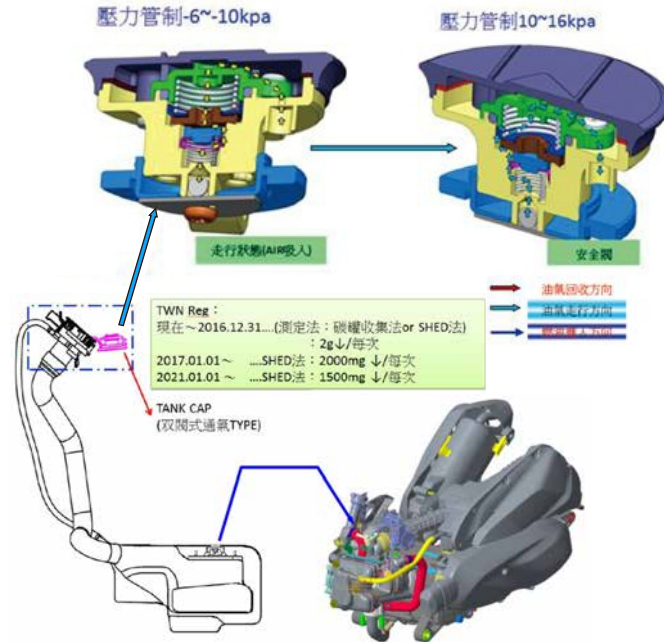 壓力管制-6~-10kpa
壓力管制10~16kpa
走行狀態(AIR吸入)
安全閥
油氣回收方向
油氣走行方向
TWN Reg：
現在～2016.12.31....(測定法：碳罐收集法or SHED法)
：2g↓/每次
2017.01.01～ ....SHED法：2000mg ↓/每次
2021.01.01～ ....SHED法：1500mg ↓/每次
TANK CAP
(双閥式通氣TYPE)